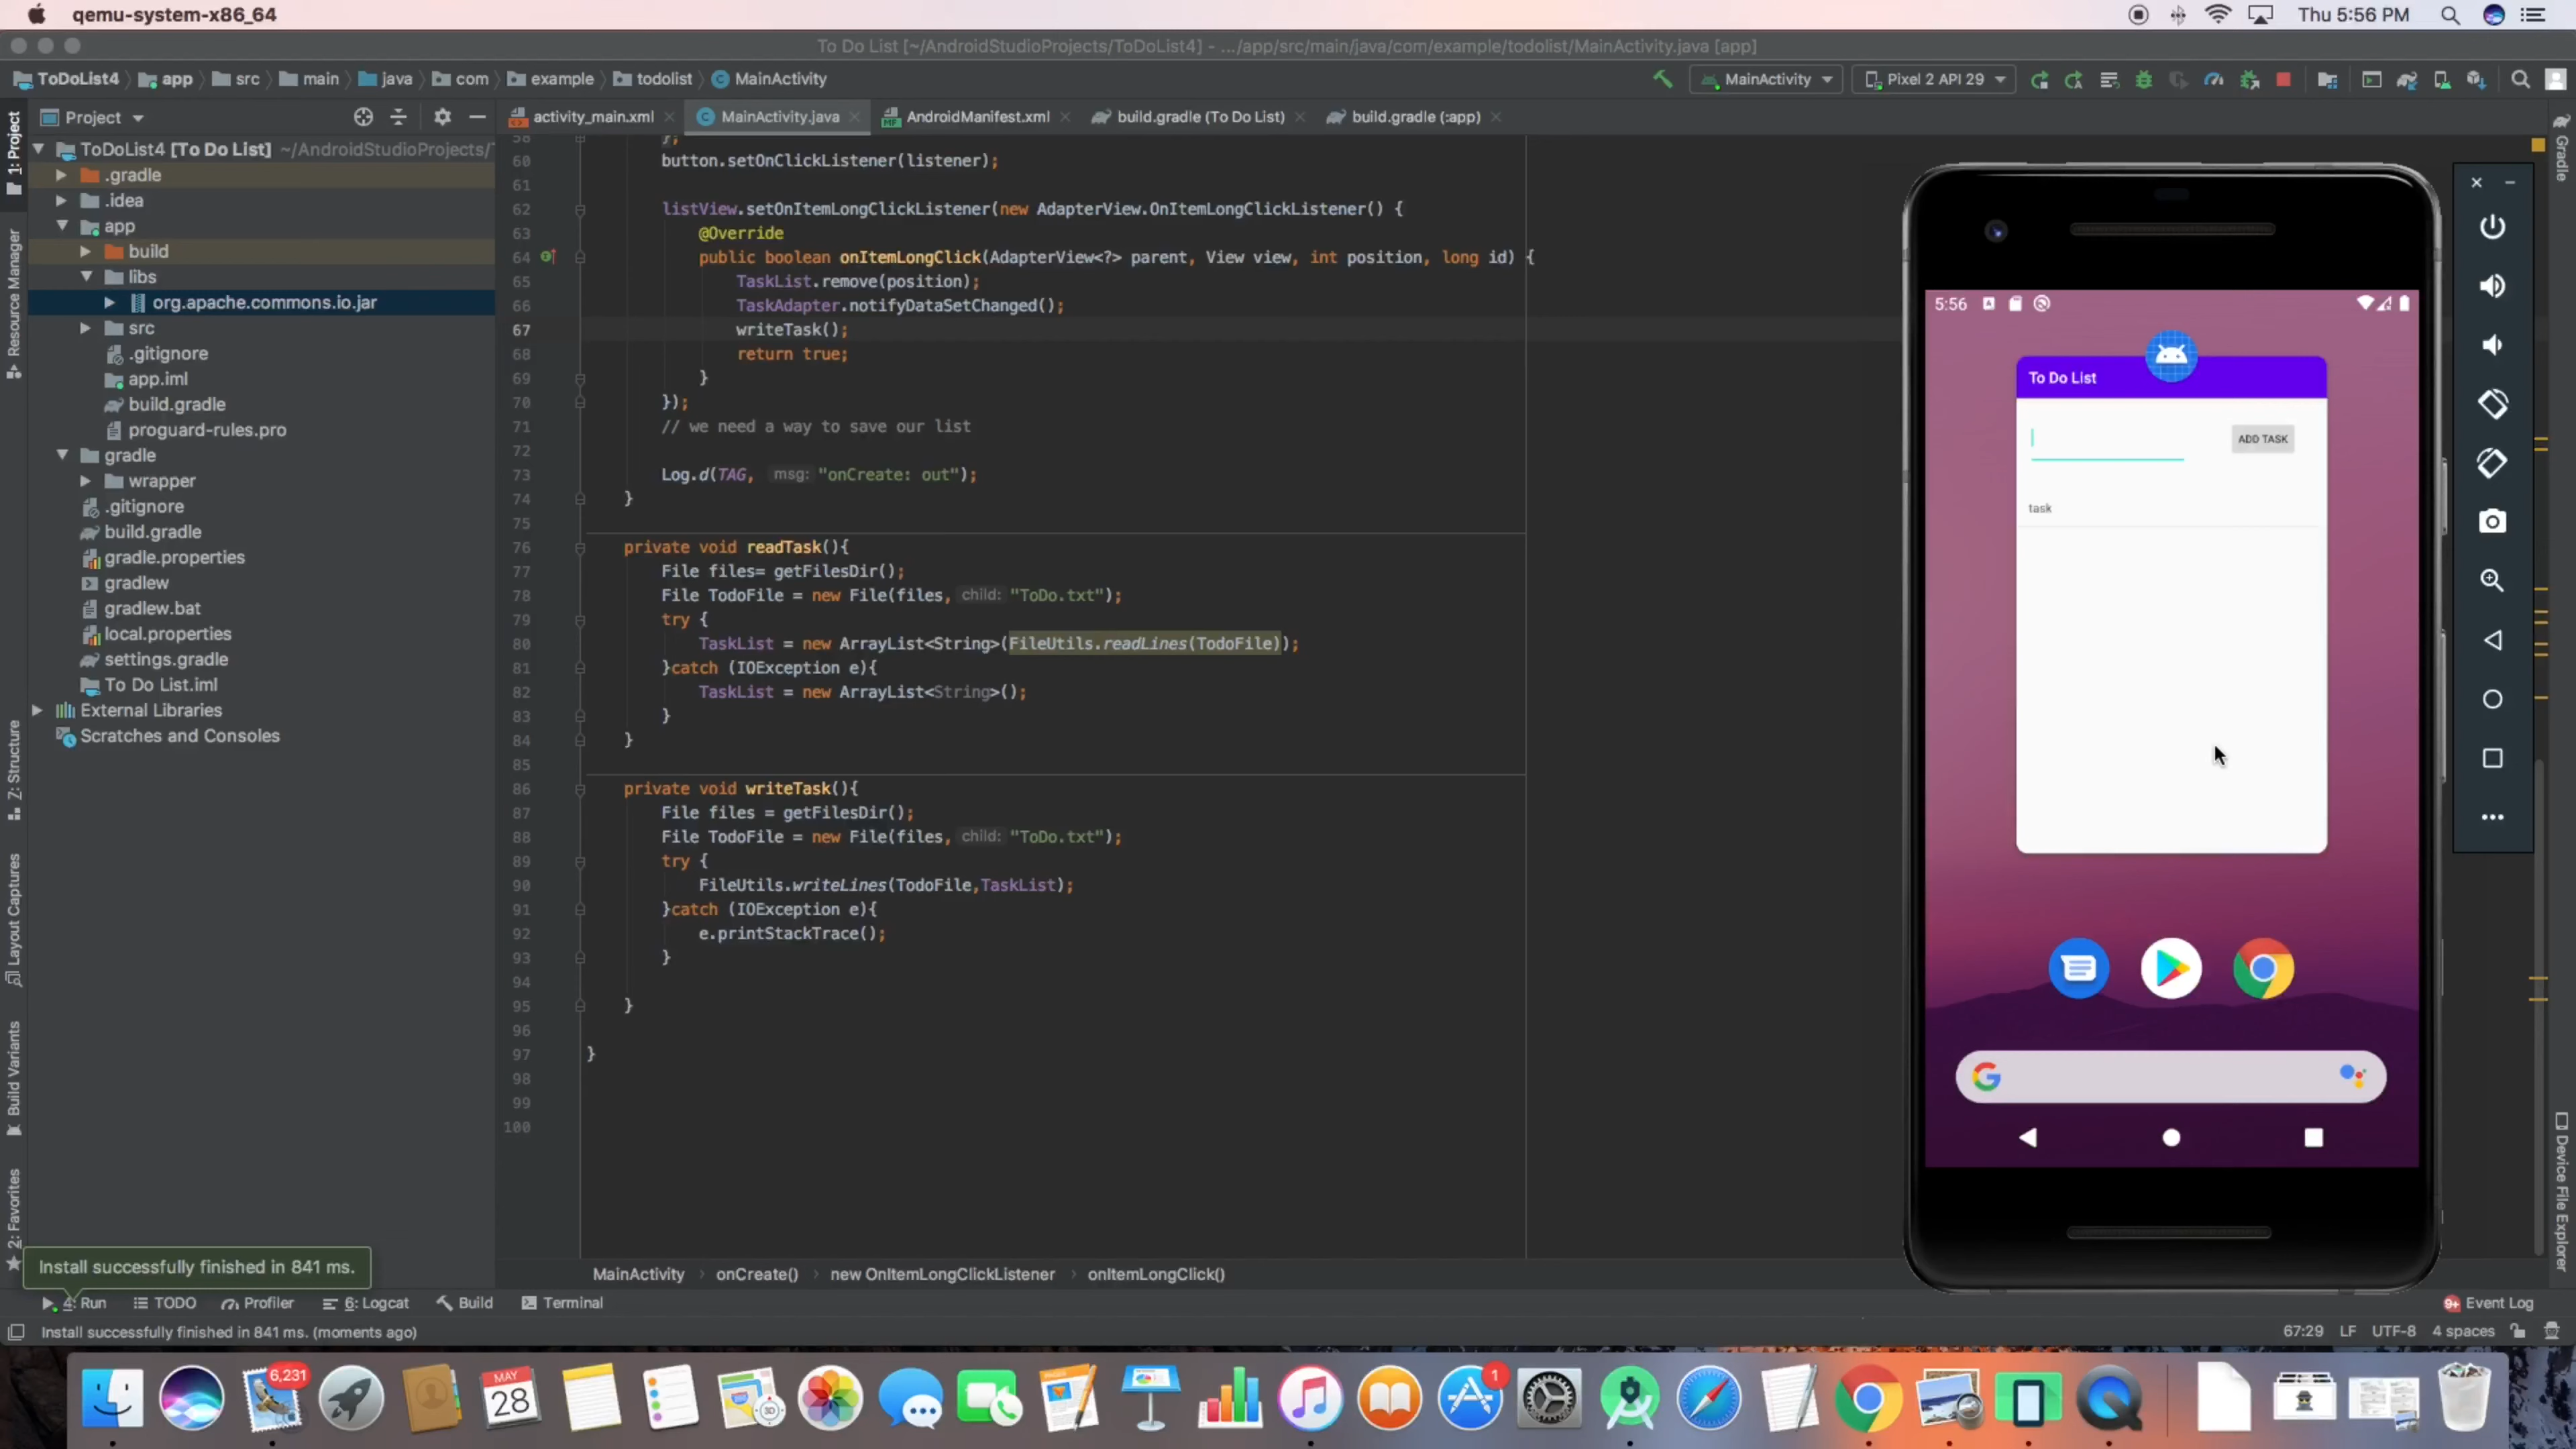 qemu-system-x86_64
Thu 5:56 PM
To Do List [~/AndroidStudioProjects/ToDoList4] - .../app/src/main/java/com/example/todolist/MainActivity.java [app]
ToDoList4 app src main java com example todolist MainActivity
MainActivity Pixel 2 API 29
Project
activity_main.xml MainActivity.java AndroidManifest.xml build.gradle (To Do List) build.gradle (:app)
1: Project
Resource Manager
Z: Structure
Layout Captures
Build Variants
2: Favorites
ToDoList4 [To Do List] ~/AndroidStudioProjects/
.gradle
.idea
app
build
libs
org.apache.commons.io.jar
src
.gitignore
app.iml
build.gradle
proguard-rules.pro
gradle
wrapper
.gitignore
build.gradle
gradle.properties
gradlew
gradlew.bat
local.properties
settings.gradle
To Do List.iml
External Libraries
Scratches and Consoles
58 };
60 button.setOnClickListener(listener);
61
62 listView.setOnItemLongClickListener(new AdapterView.OnItemLongClickListener() {
63 @Override
64 public boolean onItemLongClick(AdapterView<?> parent, View view, int position, long id) {
65 TaskList.remove(position);
66 TaskAdapter.notifyDataSetChanged();
67 writeTask();
68 return true;
69 }
70 });
71 // we need a way to save our list
72
73 Log.d(TAG, msg: "onCreate: out");
74 }
75
76 private void readTask(){
77 File files= getFilesDir();
78 File TodoFile = new File(files, child: "ToDo.txt");
79 try {
80 TaskList = new ArrayList<String>(FileUtils.readLines(TodoFile));
81 }catch (IOException e){
82 TaskList = new ArrayList<String>();
83 }
84 }
85
86 private void writeTask(){
87 File files = getFilesDir();
88 File TodoFile = new File(files, child: "ToDo.txt");
89 try {
90 FileUtils.writeLines(TodoFile,TaskList);
91 }catch (IOException e){
92 e.printStackTrace();
93 }
94
95 }
96
97 }
98
99
100
5:56
To Do List
ADD TASK
task
Gradle
Device File Explorer
MainActivity onCreate() new OnItemLongClickListener onItemLongClick()
Install successfully finished in 841 ms.
4: Run TODO Profiler 6: Logcat Build Terminal
9+ Event Log
Install successfully finished in 841 ms. (moments ago)
67:29 LF UTF-8 4 spaces
6,231
MAY
28
3D
1